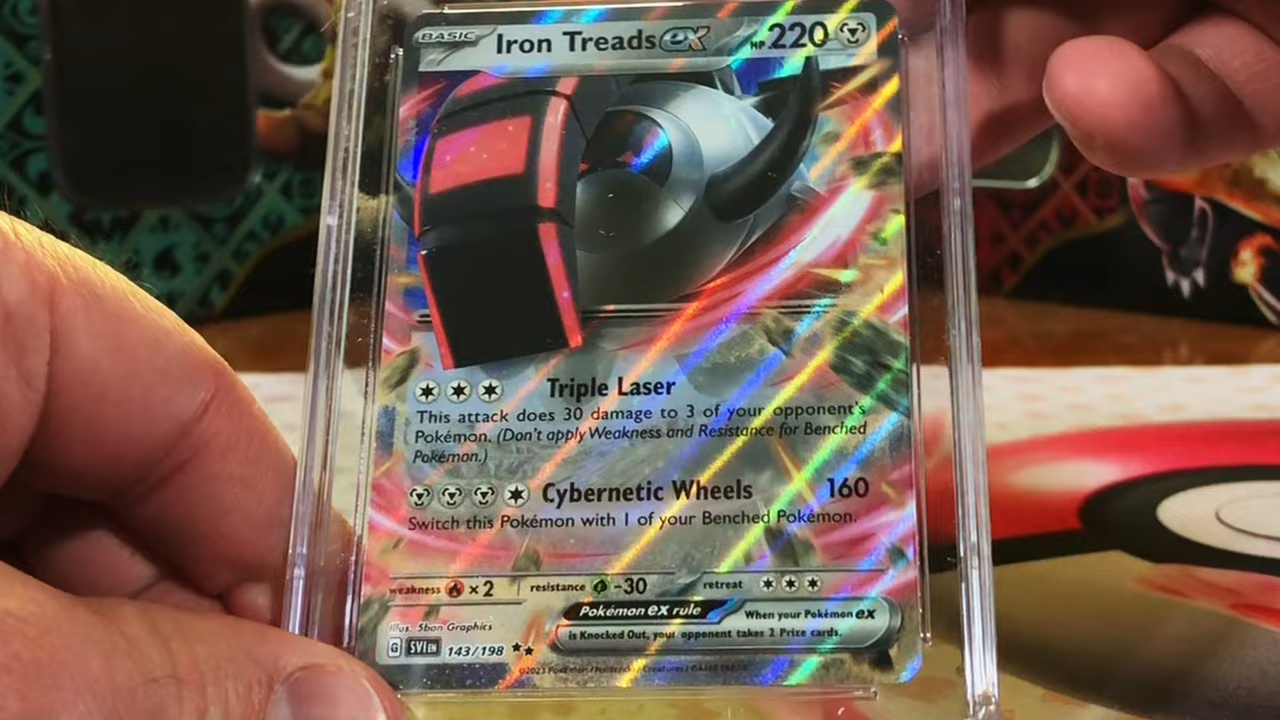 BASIC Iron Treads ex HP 220
Triple Laser
This attack does 30 damage to 3 of your opponent's
Pokémon. (Don't apply Weakness and Resistance for Benched
Pokémon.)
Cybernetic Wheels 160
Switch this Pokémon with 1 of your Benched Pokémon.
weakness ×2 resistance -30 retreat
Pokémon ex rule When your Pokémon ex
is Knocked Out, your opponent takes 2 Prize cards.
Illus. 5ban Graphics
G SVI EN 143/198
©2023 Pokémon / Nintendo / Creatures / GAME FREAK